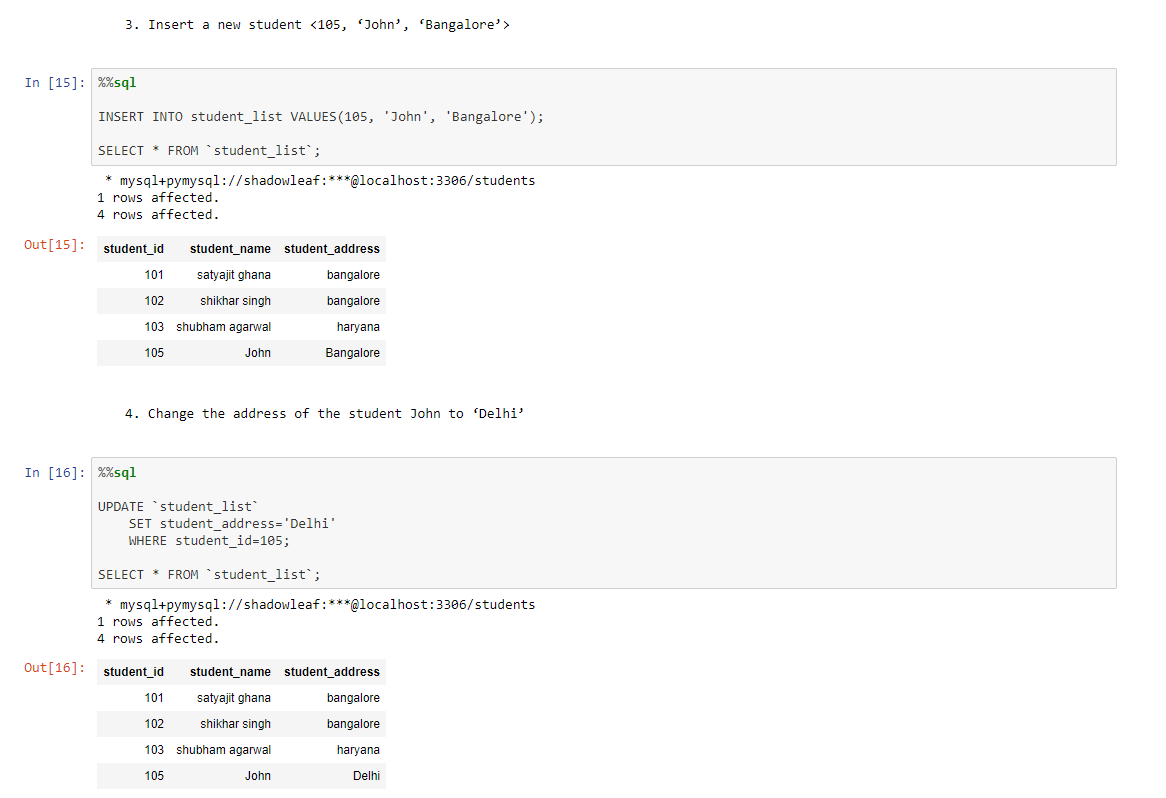 3. Insert a new student <105, ‘John’, ‘Bangalore’>
In [15]: %%sql
INSERT INTO student_list VALUES(105, 'John', 'Bangalore');
SELECT * FROM `student_list`;
* mysql+pymysql://shadowleaf:***@localhost:3306/students
1 rows affected.
4 rows affected.
Out[15]: student_id student_name student_address
101 satyajit ghana bangalore
102 shikhar singh bangalore
103 shubham agarwal haryana
105 John Bangalore
4. Change the address of the student John to ‘Delhi’
In [16]: %%sql
UPDATE `student_list`
SET student_address='Delhi'
WHERE student_id=105;
SELECT * FROM `student_list`;
* mysql+pymysql://shadowleaf:***@localhost:3306/students
1 rows affected.
4 rows affected.
Out[16]: student_id student_name student_address
101 satyajit ghana bangalore
102 shikhar singh bangalore
103 shubham agarwal haryana
105 John Delhi